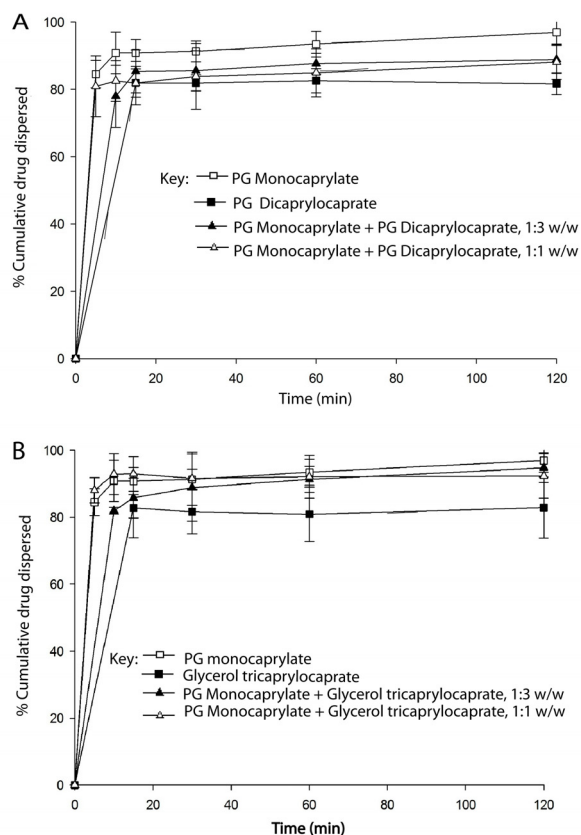 A
100
80
60
40
20
0
% Cumulative drug dispersed
Key:
PG Monocaprylate
PG Dicaprylocaprate
PG Monocaprylate + PG Dicaprylocaprate, 1:3 w/w
PG Monocaprylate + PG Dicaprylocaprate, 1:1 w/w
0 20 40 60 80 100 120
Time (min)
B
100
80
60
40
20
0
% Cumulative drug dispersed
Key:
PG monocaprylate
Glycerol tricaprylocaprate
PG Monocaprylate + Glycerol tricaprylocaprate, 1:3 w/w
PG Monocaprylate + Glycerol tricaprylocaprate, 1:1 w/w
0 20 40 60 80 100 120
Time (min)